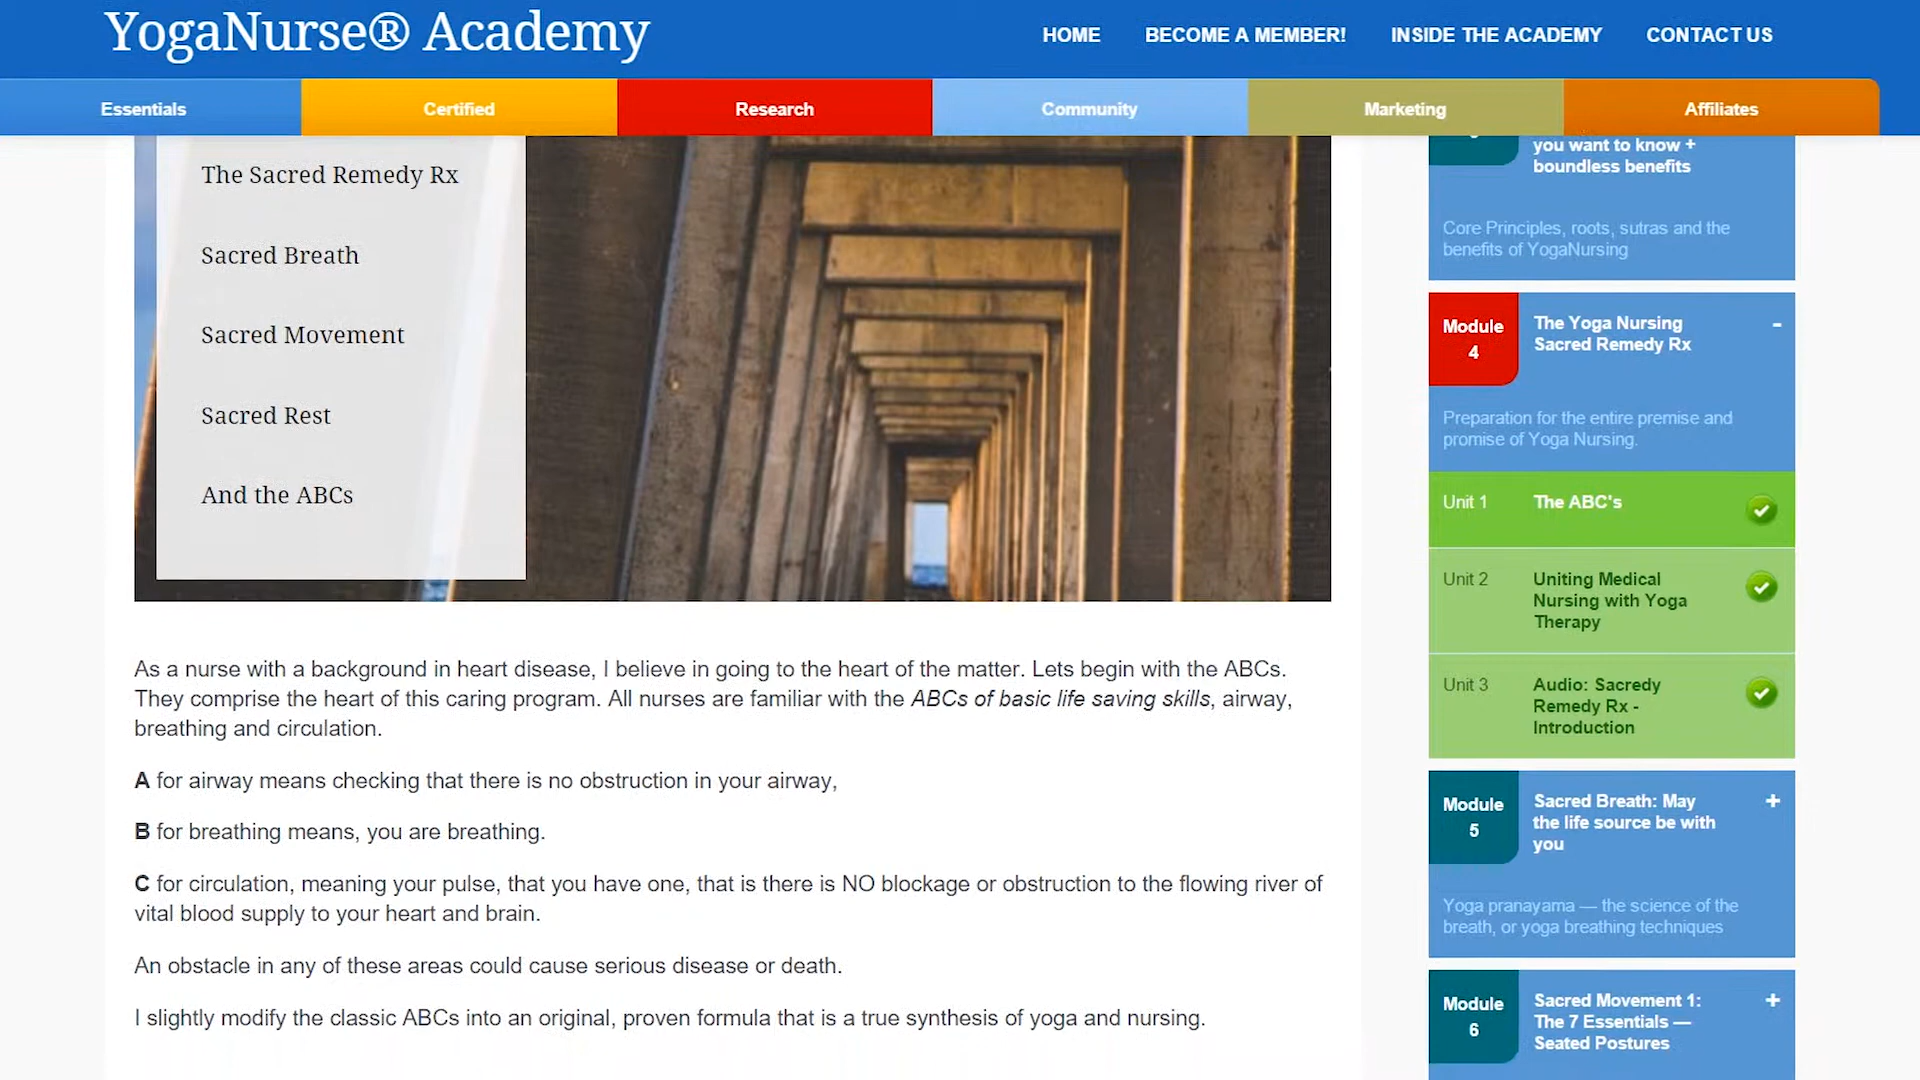 YogaNurse® Academy
HOME
BECOME A MEMBER!
INSIDE THE ACADEMY
CONTACT US
Essentials
Certified
Research
Community
Marketing
Affiliates
The Sacred Remedy Rx
Sacred Breath
Sacred Movement
Sacred Rest
And the ABCs
As a nurse with a background in heart disease, I believe in going to the heart of the matter. Lets begin with the ABCs.
They comprise the heart of this caring program. All nurses are familiar with the ABCs of basic life saving skills, airway,
breathing and circulation.
A for airway means checking that there is no obstruction in your airway,
B for breathing means, you are breathing.
C for circulation, meaning your pulse, that you have one, that is there is NO blockage or obstruction to the flowing river of
vital blood supply to your heart and brain.
An obstacle in any of these areas could cause serious disease or death.
I slightly modify the classic ABCs into an original, proven formula that is a true synthesis of yoga and nursing.
you want to know +
boundless benefits
Core Principles, roots, sutras and the
benefits of YogaNursing
Module
4
The Yoga Nursing
Sacred Remedy Rx
-
Preparation for the entire premise and
promise of Yoga Nursing.
Unit 1
The ABC's
Unit 2
Uniting Medical
Nursing with Yoga
Therapy
Unit 3
Audio: Sacredy
Remedy Rx -
Introduction
Module
5
Sacred Breath: May
the life source be with
you
+
Yoga pranayama — the science of the
breath, or yoga breathing techniques
Module
6
Sacred Movement 1:
The 7 Essentials —
Seated Postures
+